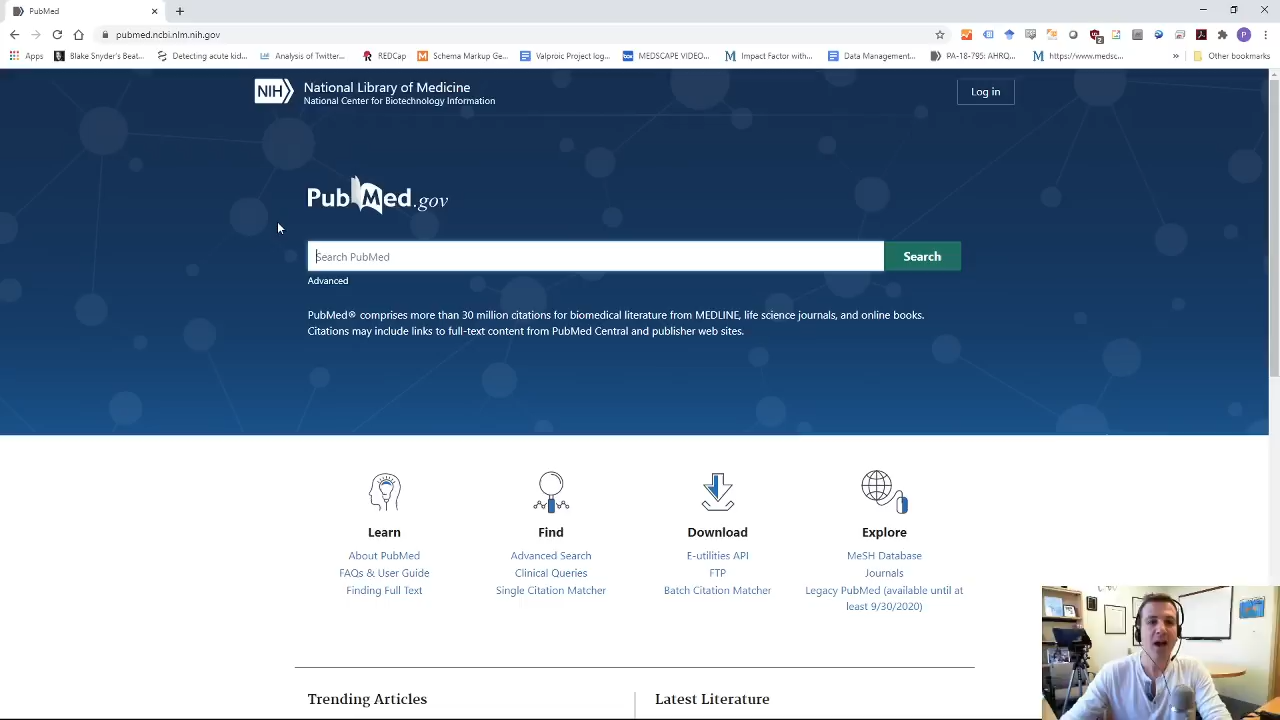 PubMed
pubmed.ncbi.nlm.nih.gov
Apps Blake Snyder's Beat... Detecting acute kid... Analysis of Twitter... REDCap Schema Markup Ge... Valproic Project log... MEDSCAPE VIDEO... Impact Factor with... Data Management... PA-18-795: AHRQ... https://www.medsc... » Other bookmarks
NIH National Library of Medicine
National Center for Biotechnology Information
Log in
PubMed.gov
Search PubMed
Search
Advanced
PubMed® comprises more than 30 million citations for biomedical literature from MEDLINE, life science journals, and online books.
Citations may include links to full-text content from PubMed Central and publisher web sites.
Learn
About PubMed
FAQs & User Guide
Finding Full Text
Find
Advanced Search
Clinical Queries
Single Citation Matcher
Download
E-utilities API
FTP
Batch Citation Matcher
Explore
MeSH Database
Journals
Legacy PubMed (available until at
least 9/30/2020)
Trending Articles
Latest Literature